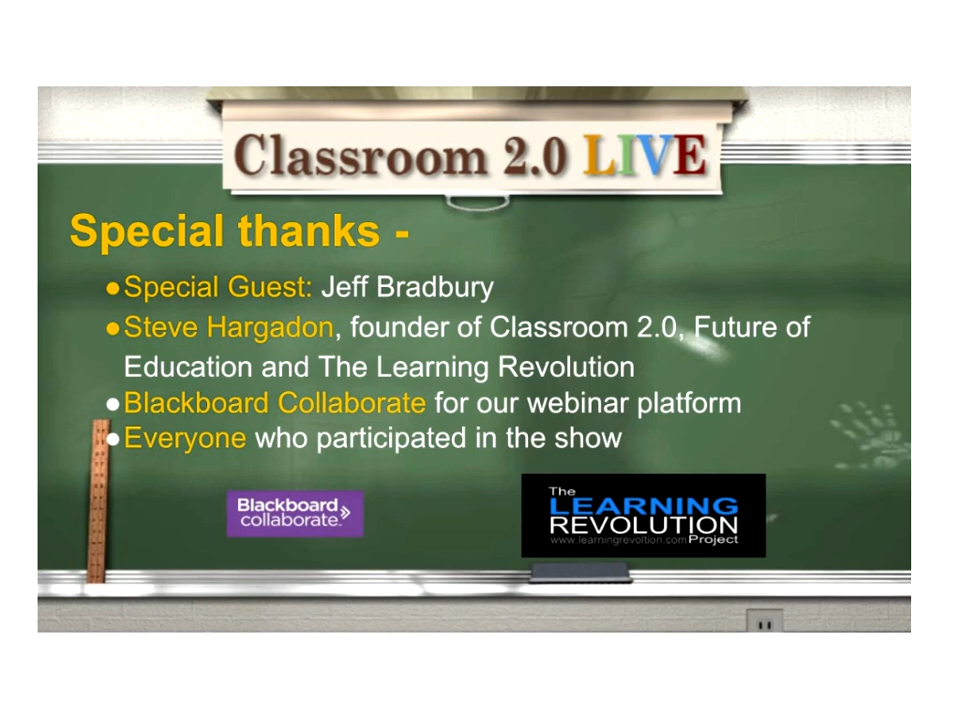 Classroom 2.0 LIVE
Special thanks -
●Special Guest: Jeff Bradbury
●Steve Hargadon, founder of Classroom 2.0, Future of
Education and The Learning Revolution
●Blackboard Collaborate for our webinar platform
●Everyone who participated in the show
Blackboard
collaborate™
The
LEARNING
REVOLUTION
www.learningrevoltion.com Project